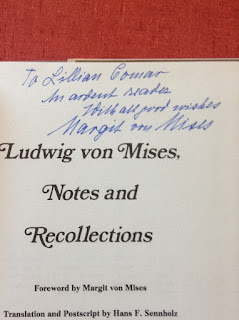 To Lillian Comar
An ardent reader
With all good wishes
Margit von Mises
Ludwig von Mises,
Notes and
Recollections
Foreword by Margit von Mises
Translation and Postscript by Hans F. Sennholz